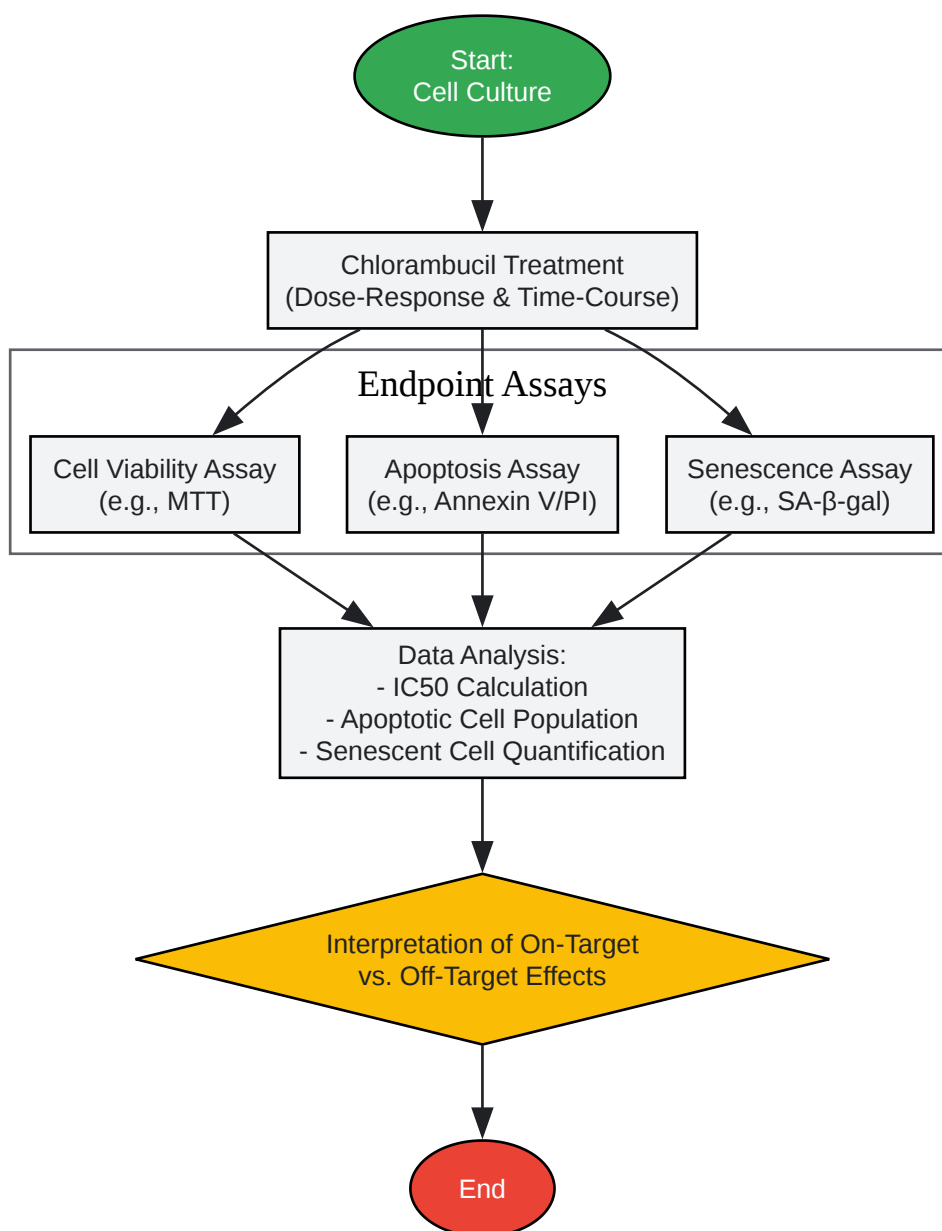 Start:
Cell Culture
Chlorambucil Treatment
(Dose-Response & Time-Course)
Endpoint Assays
Cell Viability Assay
(e.g., MTT)
Apoptosis Assay
(e.g., Annexin V/PI)
Senescence Assay
(e.g., SA-β-gal)
Data Analysis:
- IC50 Calculation
- Apoptotic Cell Population
- Senescent Cell Quantification
Interpretation of On-Target
vs. Off-Target Effects
End